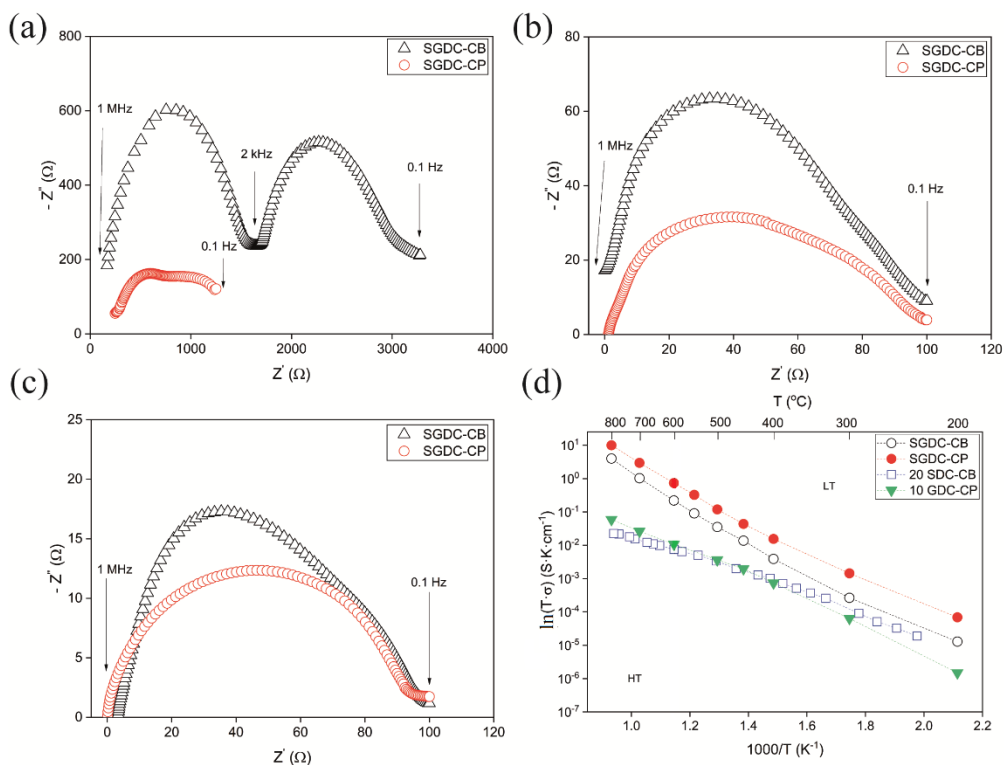 (a)
800
600
400
200
0
0
1000
2000
3000
4000
- Z" (Ω)
Z' (Ω)
1 MHz
2 kHz
0.1 Hz
0.1 Hz
SGDC-CB
SGDC-CP
(b)
80
60
40
20
0
0
20
40
60
80
100
120
- Z" (Ω)
Z' (Ω)
1 MHz
0.1 Hz
SGDC-CB
SGDC-CP
(c)
25
20
15
10
5
0
0
20
40
60
80
100
120
- Z" (Ω)
Z' (Ω)
1 MHz
0.1 Hz
SGDC-CB
SGDC-CP
(d)
T (°C)
800 700 600 500 400 300 200
10¹
10⁰
10⁻¹
10⁻²
10⁻³
10⁻⁴
10⁻⁵
10⁻⁶
10⁻⁷
ln(T·σ) (S·K·cm⁻¹)
LT
HT
SGDC-CB
SGDC-CP
20 SDC-CB
10 GDC-CP
1.0 1.2 1.4 1.6 1.8 2.0 2.2
1000/T (K⁻¹)